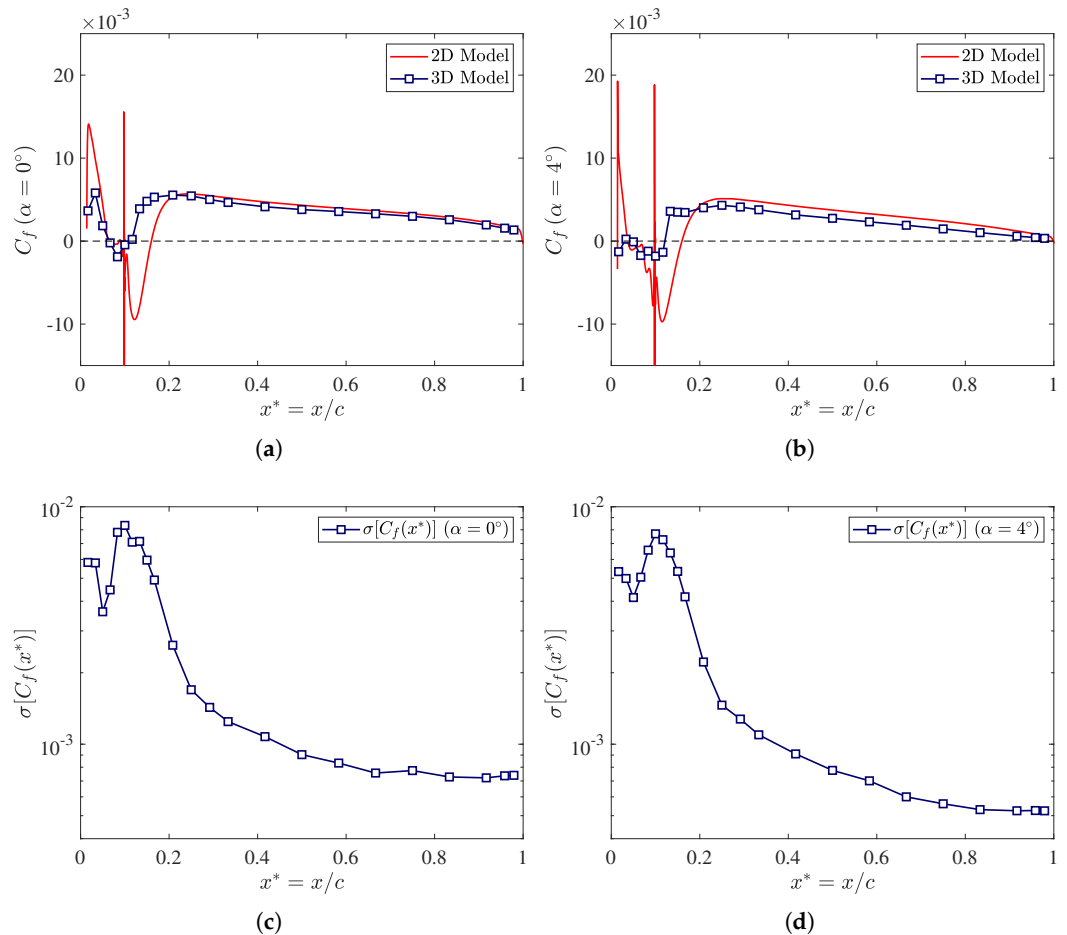 ×10⁻³
20
10
0
-10
C_f (α = 0°)
2D Model
3D Model
0 0.2 0.4 0.6 0.8 1
x* = x/c
(a)
×10⁻³
20
10
0
-10
C_f (α = 4°)
2D Model
3D Model
0 0.2 0.4 0.6 0.8 1
x* = x/c
(b)
10⁻²
10⁻³
σ[C_f(x*)]
σ[C_f(x*)] (α = 0°)
0 0.2 0.4 0.6 0.8 1
x* = x/c
(c)
10⁻²
10⁻³
σ[C_f(x*)]
σ[C_f(x*)] (α = 4°)
0 0.2 0.4 0.6 0.8 1
x* = x/c
(d)